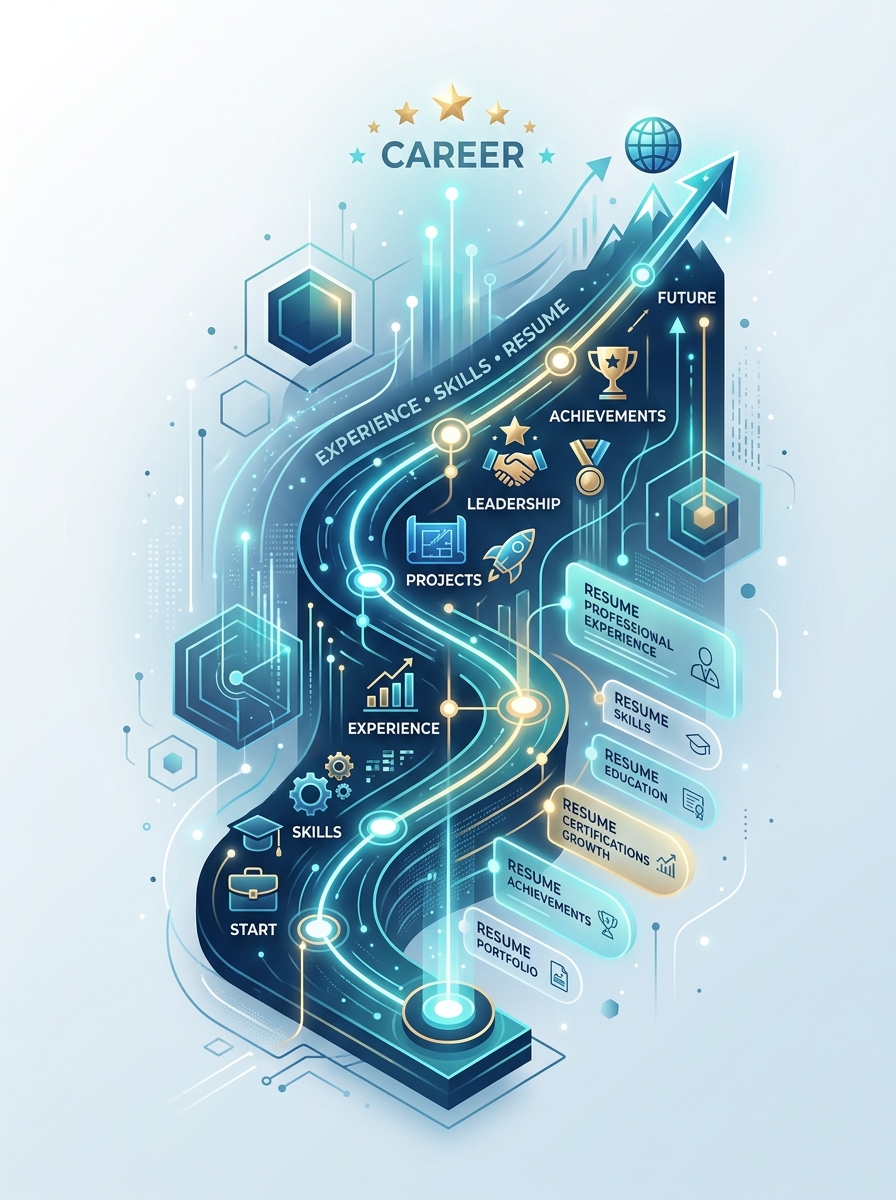 CAREER
FUTURE
EXPERIENCE • SKILLS • RESUME
ACHIEVEMENTS
LEADERSHIP
PROJECTS
RESUME
PROFESSIONAL
EXPERIENCE
RESUME
SKILLS
EXPERIENCE
RESUME
EDUCATION
RESUME
CERTIFICATIONS
GROWTH
SKILLS
RESUME
ACHIEVEMENTS
START
RESUME
PORTFOLIO